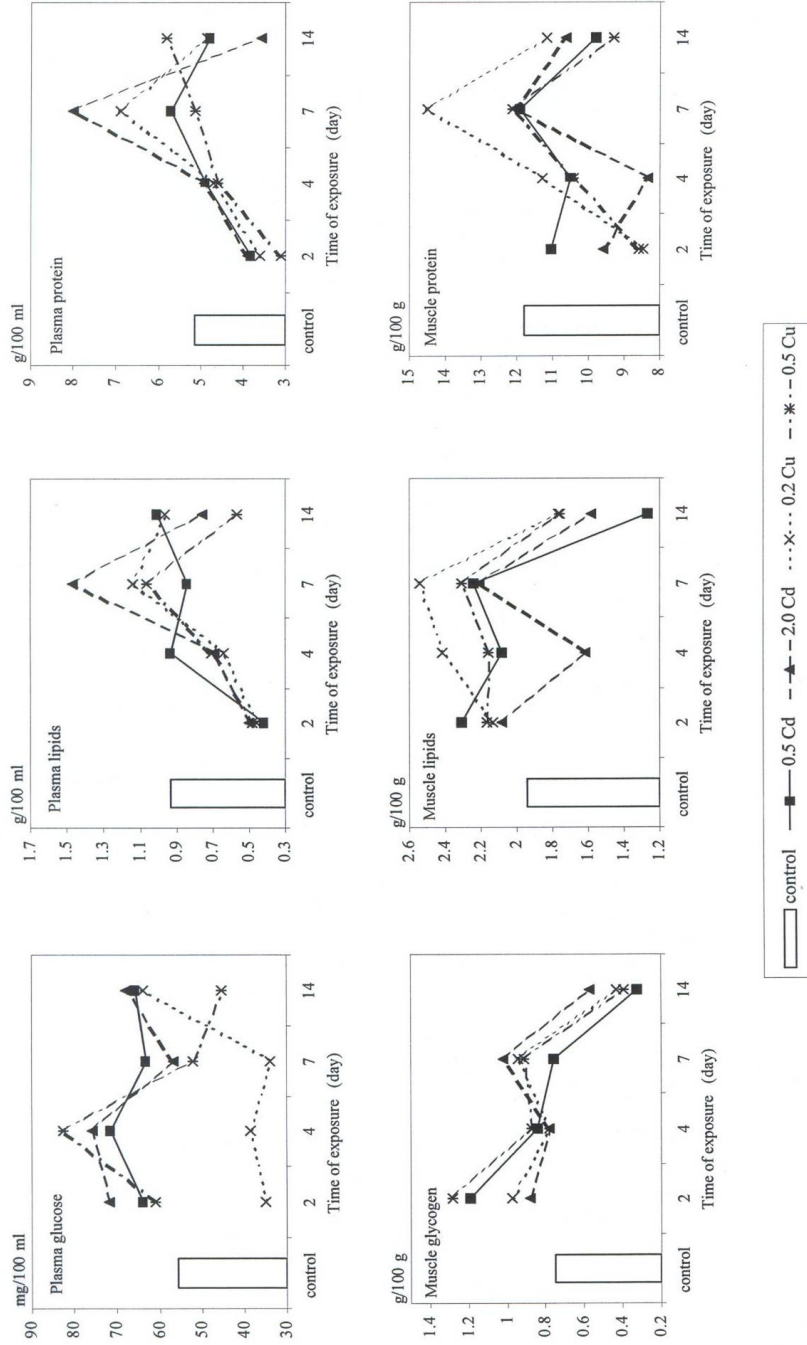 mg/100 ml
Plasma glucose
90
80
70
60
50
40
30
control
2
4
7
14
Time of exposure (day)
g/100 ml
Plasma lipids
1.7
1.5
1.3
1.1
0.9
0.7
0.5
0.3
control
2
4
7
14
Time of exposure (day)
g/100 ml
Plasma protein
9
8
7
6
5
4
3
control
2
4
7
14
Time of exposure (day)
g/100 g
Muscle glycogen
1.4
1.2
1
0.8
0.6
0.4
0.2
control
2
4
7
14
Time of exposure (day)
g/100 g
Muscle lipids
2.6
2.4
2.2
2
1.8
1.6
1.4
1.2
control
2
4
7
14
Time of exposure (day)
g/100 g
Muscle protein
15
14
13
12
11
10
9
8
control
2
4
7
14
Time of exposure (day)
control 0.5 Cd 2.0 Cd 0.2 Cu 0.5 Cu